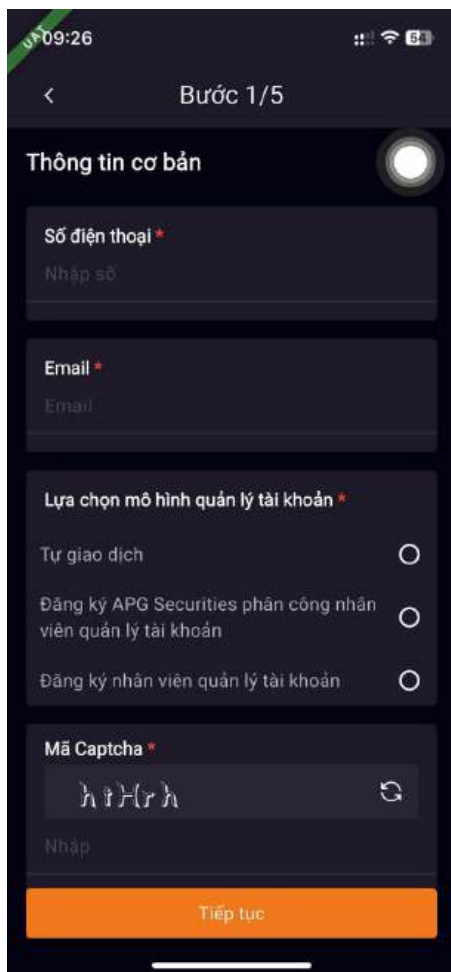 UAT
09:26
54
Bước 1/5
Thông tin cơ bản
Số điện thoại *
Nhập số
Email *
Email
Lựa chọn mô hình quản lý tài khoản *
Tự giao dịch
Đăng ký APG Securities phân công nhân
viên quản lý tài khoản
Đăng ký nhân viên quản lý tài khoản
Mã Captcha *
Nhập
Tiếp tục